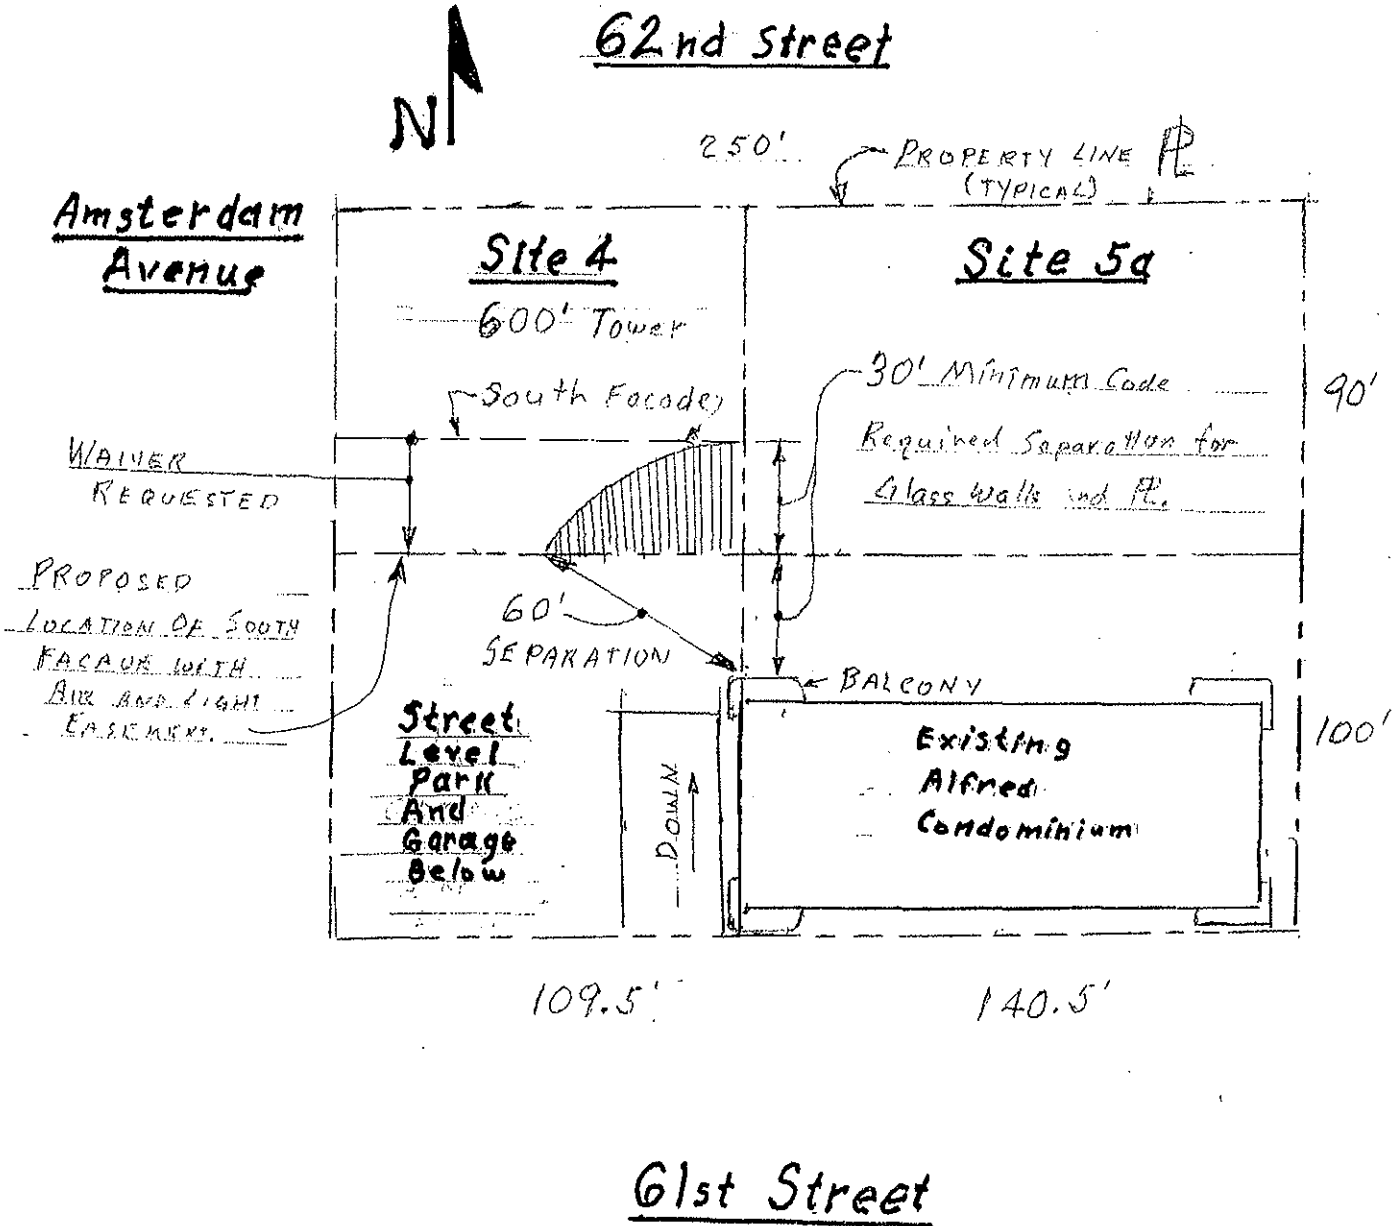 62nd Street
N
250'
PROPERTY LINE PL
(TYPICAL)
Amsterdam
Avenue
Site 4
600' Tower
South Facade
Site 5a
30' Minimum Code
Required Separation for
Glass Walls and PL.
90'
WAIVER
REQUESTED
PROPOSED
LOCATION OF SOUTH
FACADE WITH
AIR AND LIGHT
EASEMENT.
60'
SEPARATION
BALCONY
Street
Level
Park
And
Garage
Below
DOWN
Existing
Alfred
Condominium
100'
109.5'
140.5'
61st Street